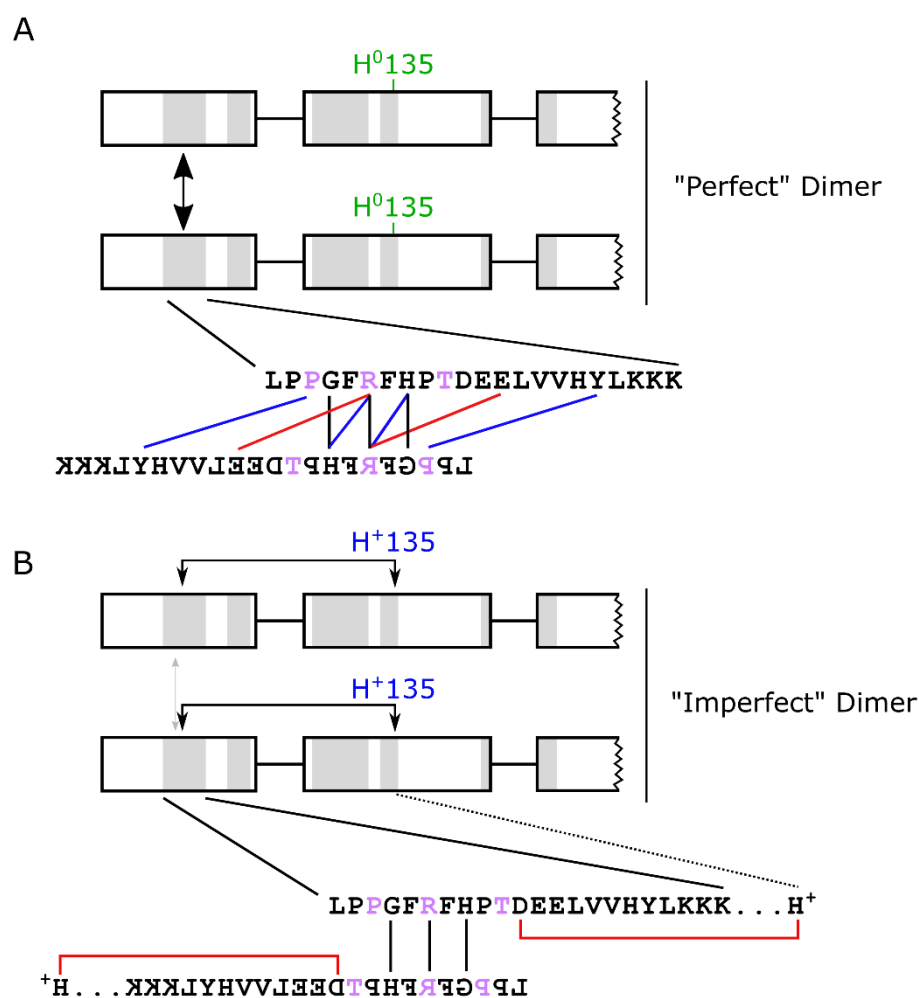 A
H⁰135
"Perfect" Dimer
H⁰135
LPPGFRFHPTDEELVVHYLKKK
KKKLYHVVLEEDTPHFRFGPPL
B
H⁺135
"Imperfect" Dimer
H⁺135
LPPGFRFHPTDEELVVHYLKKK...H⁺
⁺H...KKKLYHVVLEEDTPHFRFGPPL